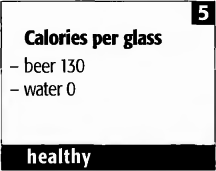 5
Calories per glass
– beer 130
– water 0
healthy